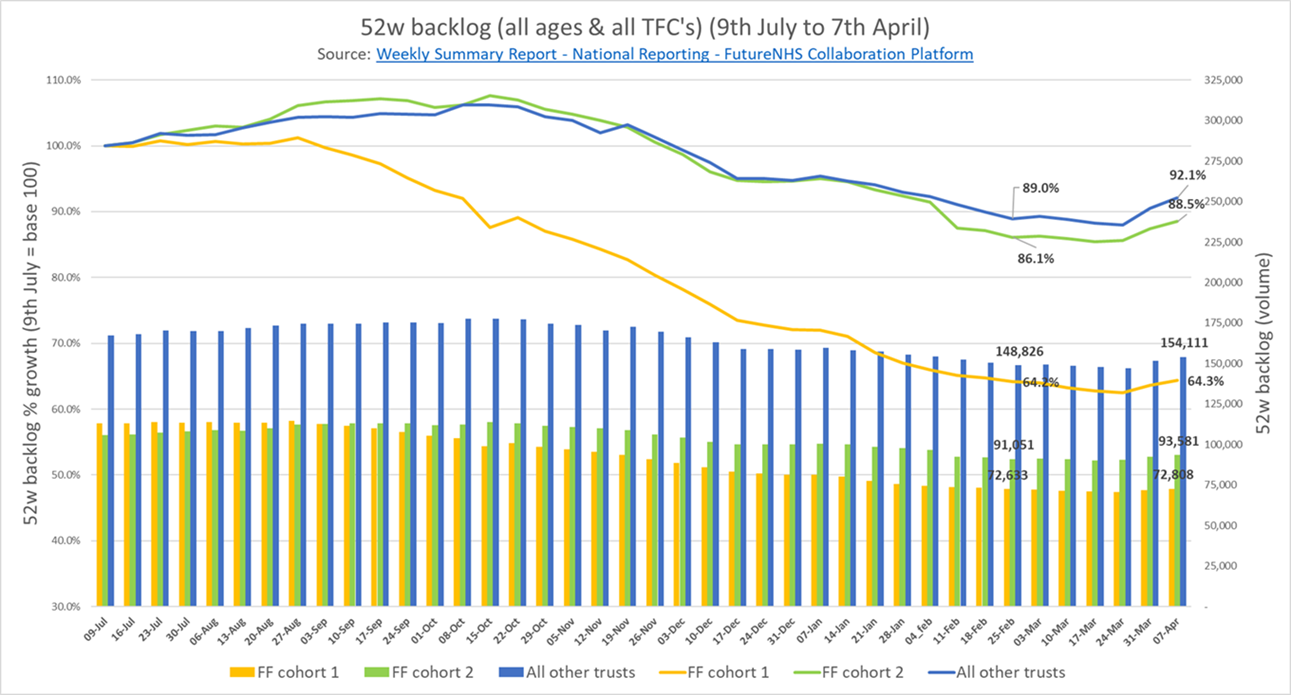 52w backlog (all ages & all TFC's) (9th July to 7th April)
Source: Weekly Summary Report - National Reporting - FutureNHS Collaboration Platform
52w backlog % growth (9th July = base 100)
110.0%
100.0%
90.0%
80.0%
70.0%
60.0%
50.0%
40.0%
30.0%
325,000
300,000
275,000
250,000
225,000
200,000
175,000
150,000
125,000
100,000
75,000
50,000
25,000
-
52w backlog (volume)
89.0%
92.1%
88.5%
86.1%
148,826
154,111
64.2%
64.3%
91,051
93,581
72,633
72,808
09-Jul
16-Jul
23-Jul
30-Jul
06-Aug
13-Aug
20-Aug
27-Aug
03-Sep
10-Sep
17-Sep
24-Sep
01-Oct
08-Oct
15-Oct
22-Oct
29-Oct
05-Nov
12-Nov
19-Nov
26-Nov
03-Dec
10-Dec
17-Dec
24-Dec
31-Dec
07-Jan
14-Jan
21-Jan
28-Jan
04_feb
11-Feb
18-Feb
25-Feb
03-Mar
10-Mar
17-Mar
24-Mar
31-Mar
07-Apr
FF cohort 1 FF cohort 2 All other trusts FF cohort 1 FF cohort 2 All other trusts